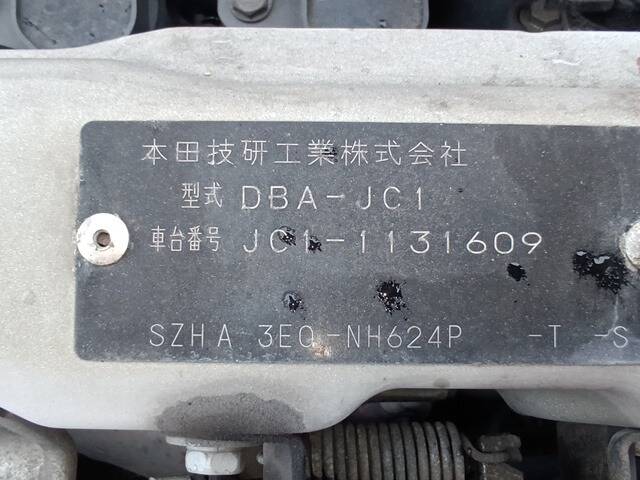 本田技研工業株式会社
型式 DBA-JC1
車台番号 JC1-1131609
SZHA 3E0-NH624P -T -S